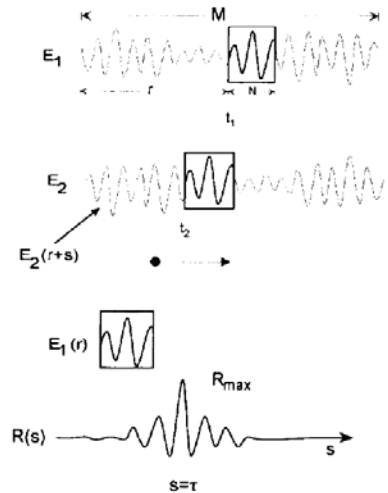 M
E1
r
N
t1
E2
t2
E2(r+s)
E1(r)
Rmax
R(s)
s
s=τ